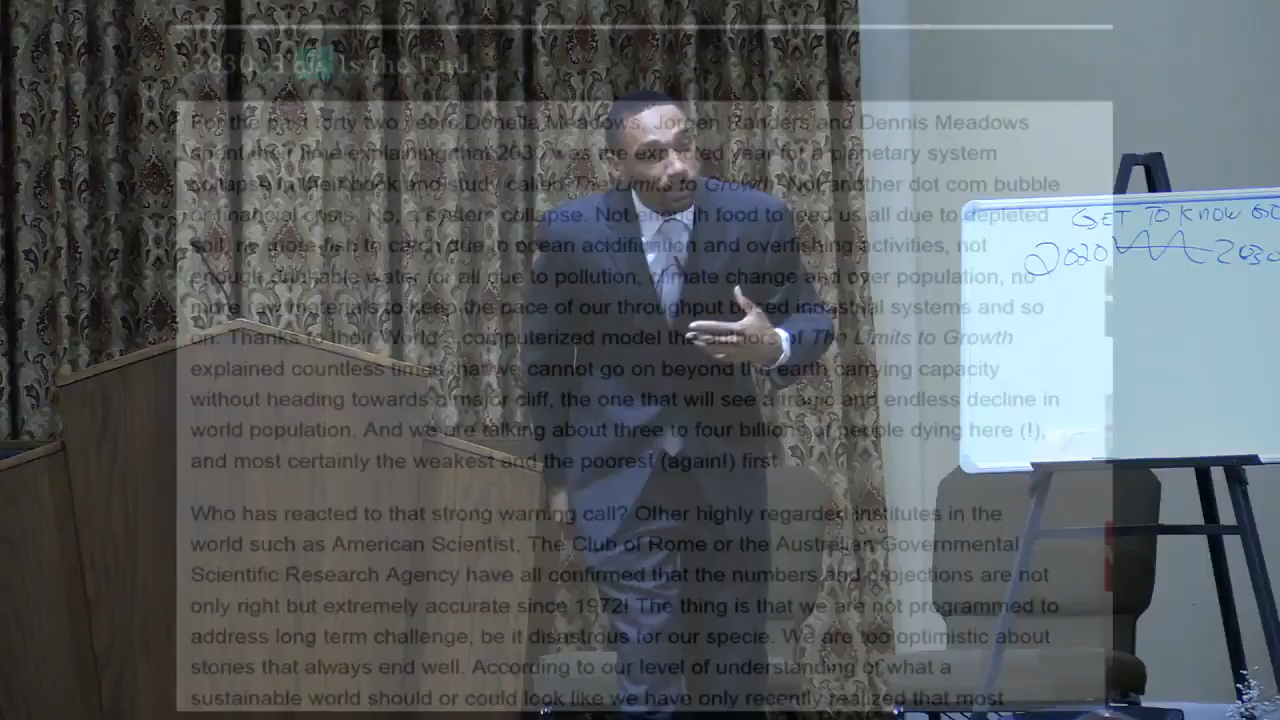 2030, This Is the End.
For the past forty two years Donella Meadows, Jorgen Randers and Dennis Meadows
spent their time explaining that 2030 was the expected year for a planetary system
collapse in their book and study called The Limits to Growth. Not another dot com bubble
or financial crisis. No, a system collapse. Not enough food to feed us all due to depleted
soil, no more fish to catch due to ocean acidification and overfishing activities, not
enough drinkable water for all due to pollution, climate change and over population, no
more raw materials to keep the pace of our throughput based industrial systems and so
on. Thanks to their World 3 computerized model the authors of The Limits to Growth
explained countless times that we cannot go on beyond the earth carrying capacity
without heading towards a major cliff, the one that will see a tragic and endless decline in
world population. And we are talking about three to four billions of people dying here (!),
and most certainly the weakest and the poorest (again!) first
Who has reacted to that strong warning call? Other highly regarded institutes in the
world such as American Scientist, The Club of Rome or the Australian Governmental
Scientific Research Agency have all confirmed that the numbers and projections are not
only right but extremely accurate since 1972! The thing is that we are not programmed to
address long term challenge, be it disastrous for our specie. We are too optimistic about
stories that always end well. According to our level of understanding of what a
sustainable world should or could look like we have only recently realized that most
GET TO KNOW
2020 2030